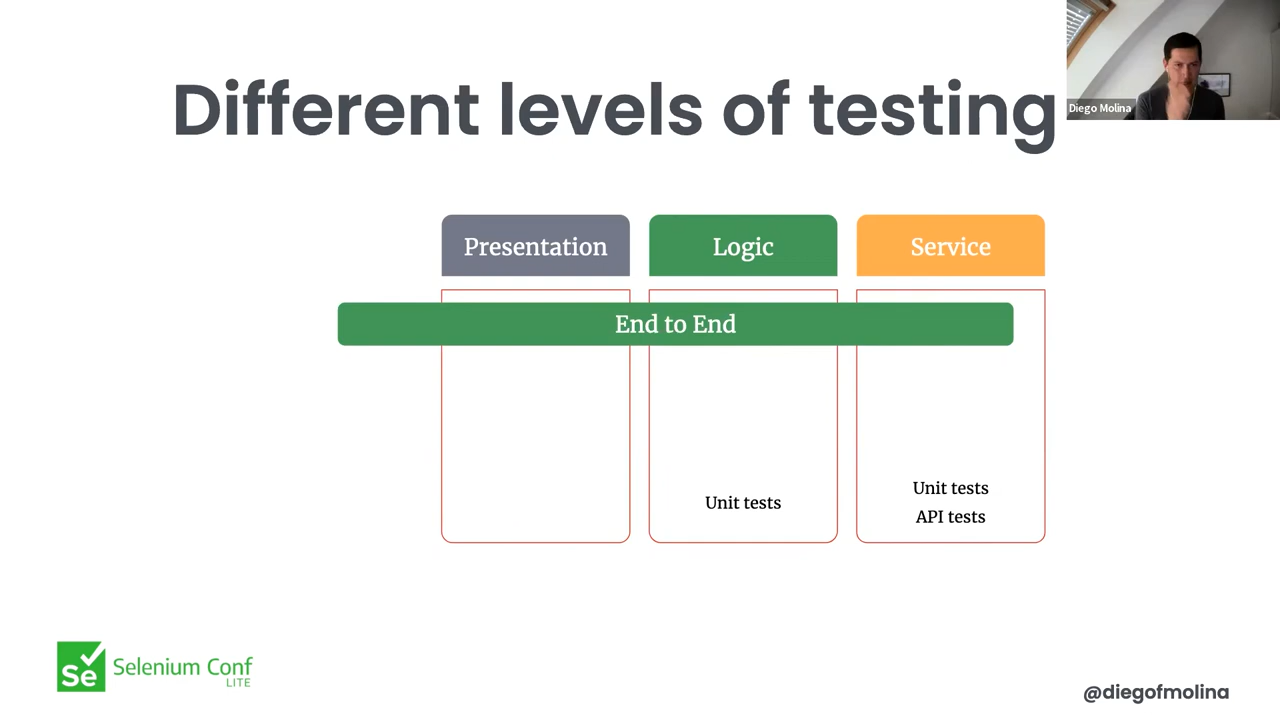 Different levels of testing
Diego Molina
Presentation
Logic
Service
End to End
Unit tests
Unit tests
API tests
Se
Selenium Conf
LITE
@diegofmolina